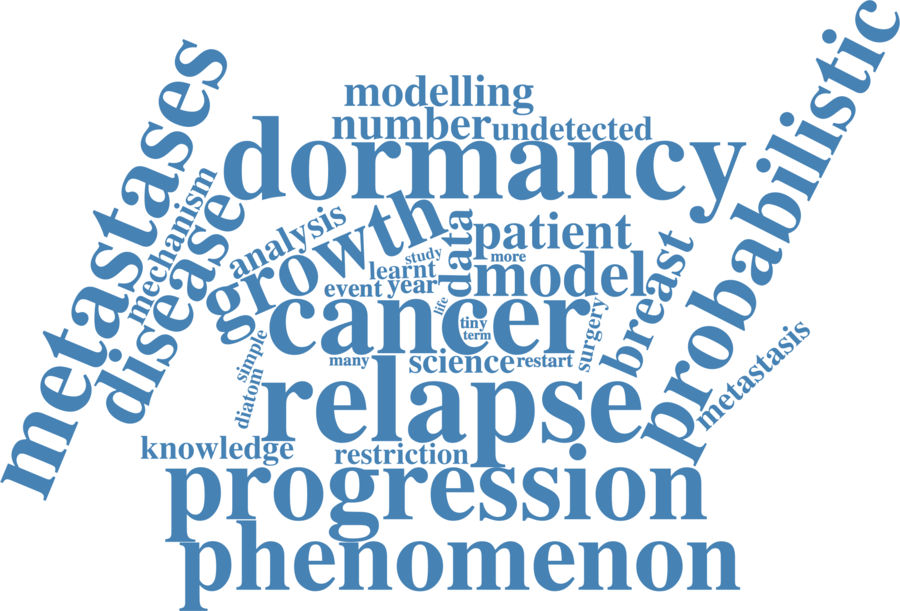 metastases
probabilistic
modelling
number
undetected
dormancy
mechanism
disease
analysis
growth
study
data
patient
more
learnt
model
event
year
breast
life
cancer
tiny
term
surgery
simple
many
science
restart
diatom
relapse
metastasis
knowledge
restriction
progression
phenomenon